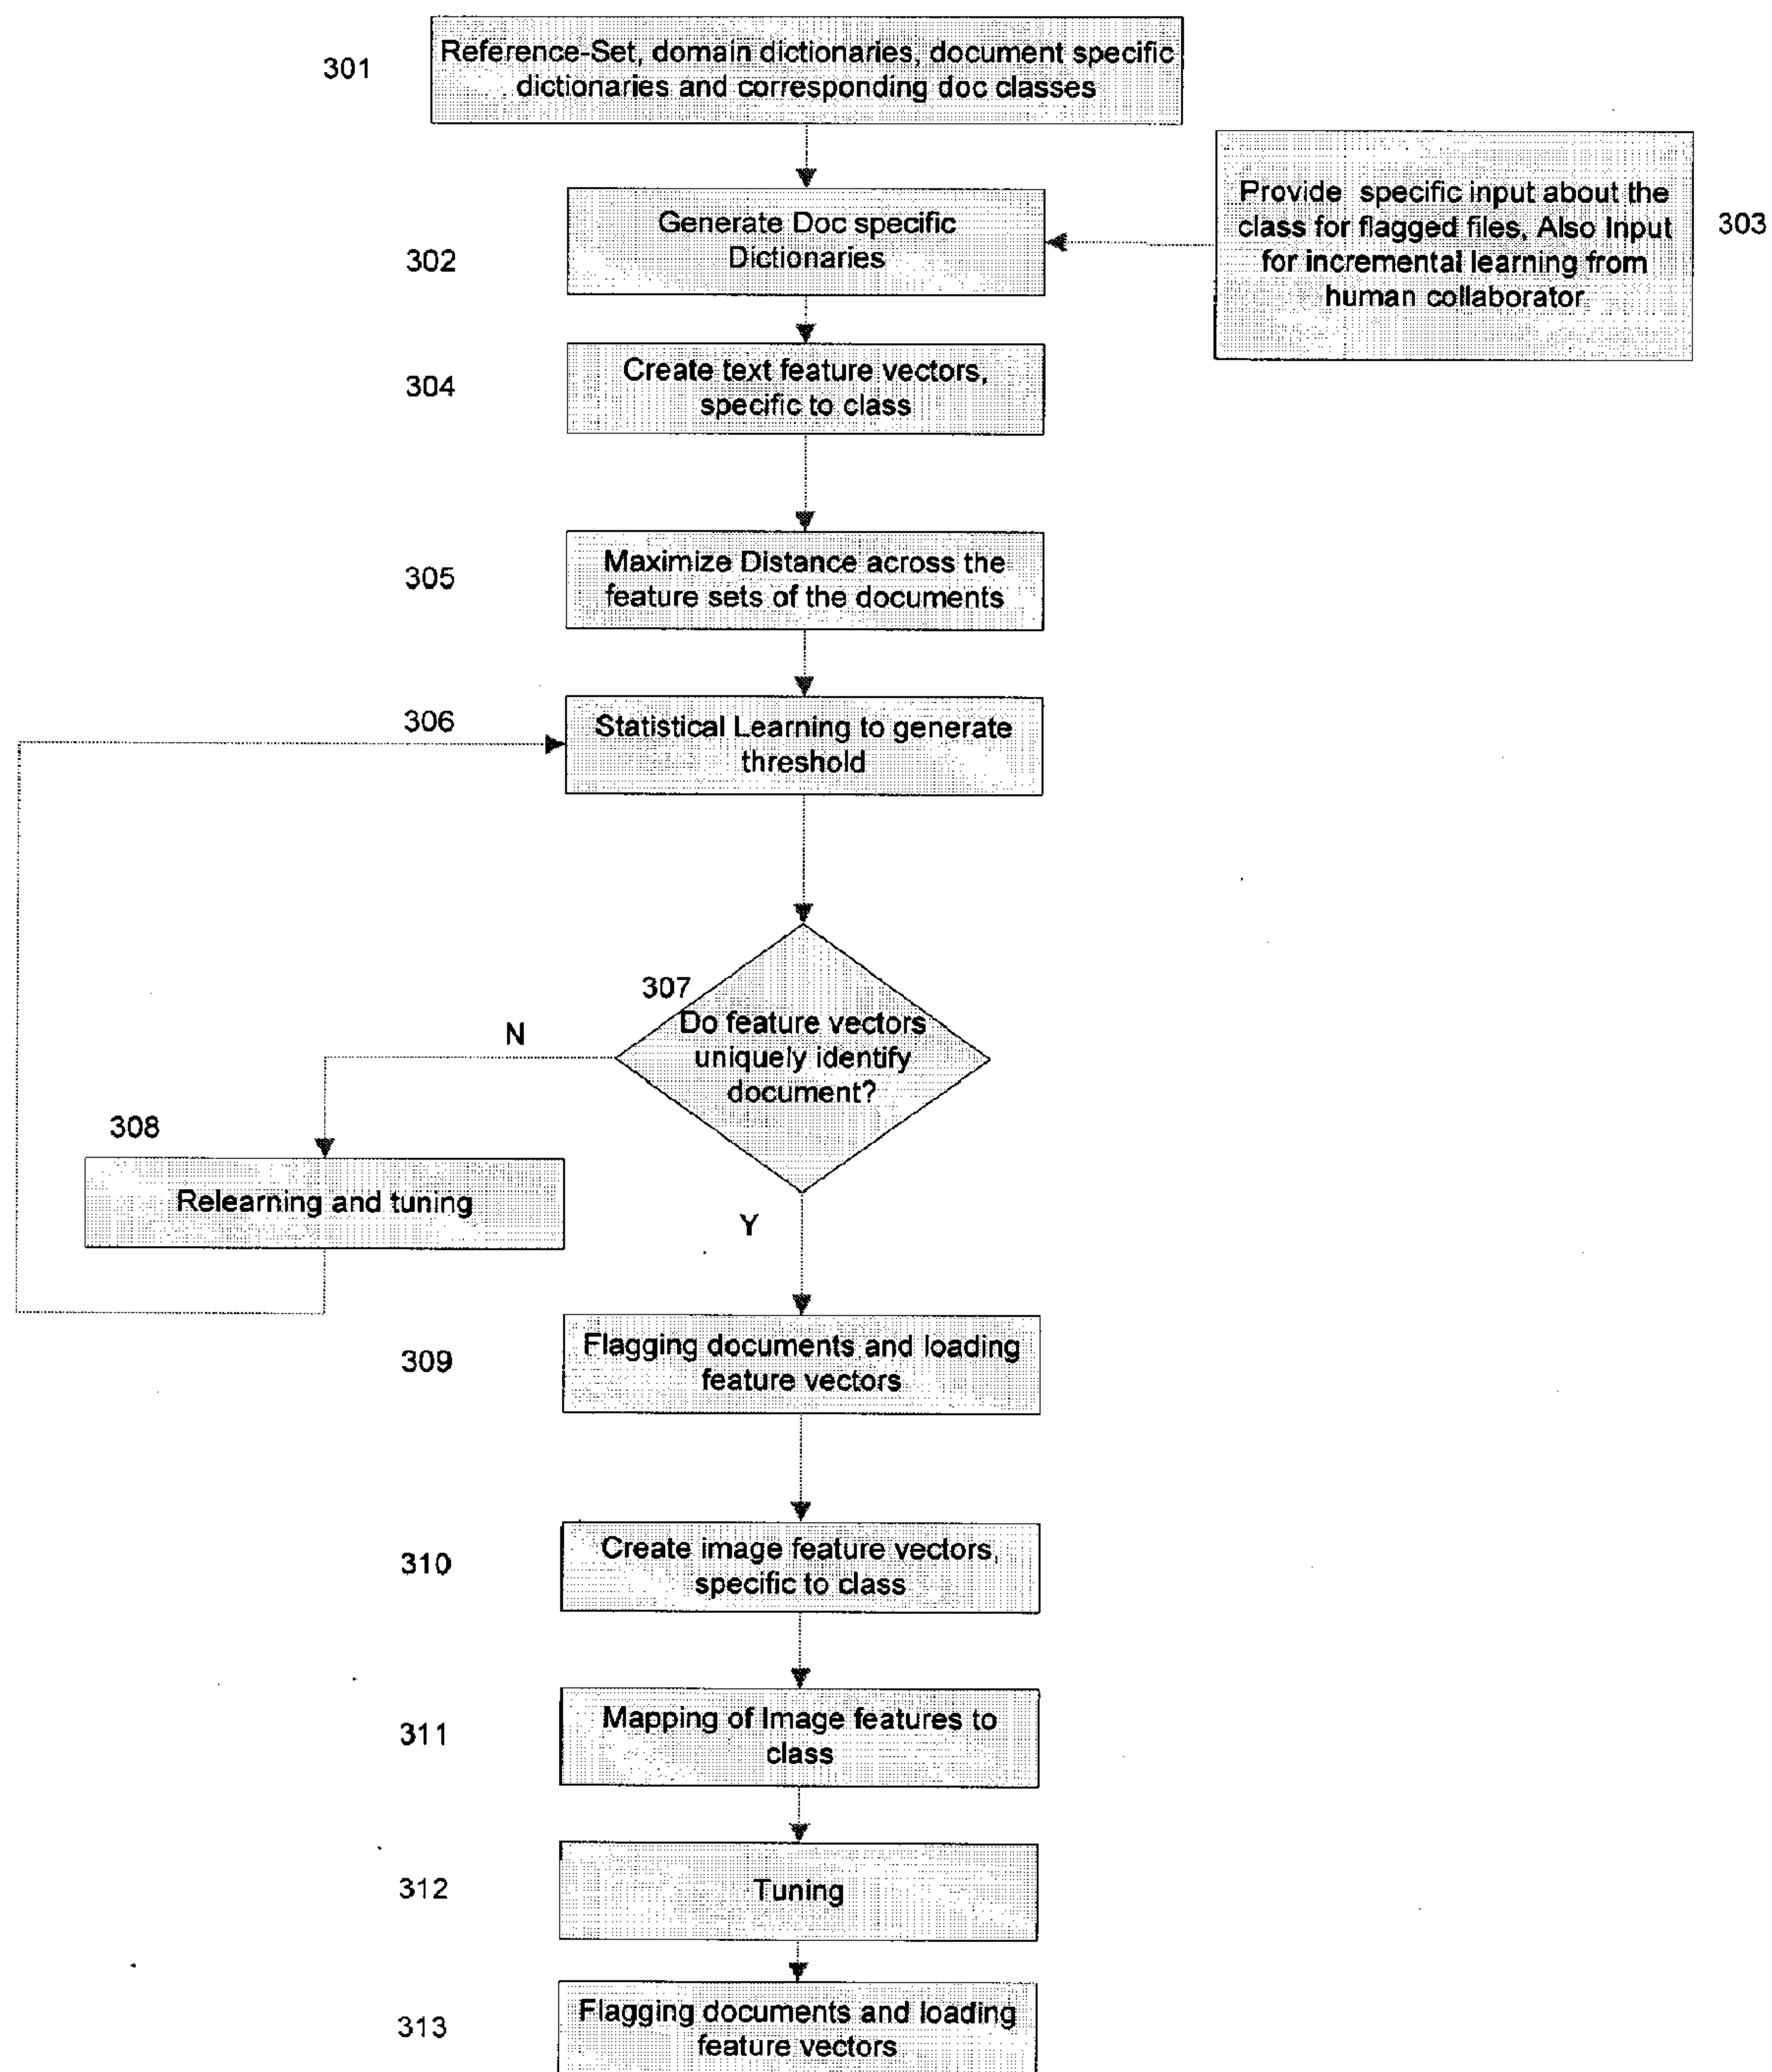 301
Reference-Set, domain dictionaries, document specific
dictionaries and corresponding doc classes
302
Generate Doc specific
Dictionaries
Provide specific input about the
class for flagged files, Also Input
for incremental learning from
human collaborator
303
304
Create text feature vectors,
specific to class
305
Maximize Distance across the
feature sets of the documents
306
Statistical Learning to generate
threshold
307
Do feature vectors
uniquely identify
document?
N
308
Relearning and tuning
Y
309
Flagging documents and loading
feature vectors
310
Create image feature vectors,
specific to class
311
Mapping of Image features to
class
312
Tuning
313
Flagging documents and loading
feature vectors